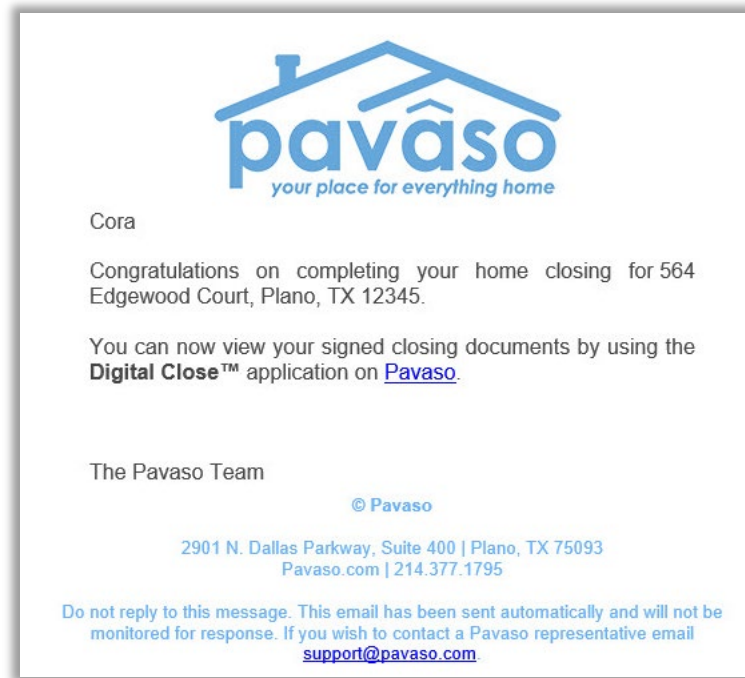 pavâso
your place for everything home
Cora
Congratulations on completing your home closing for 564
Edgewood Court, Plano, TX 12345.
You can now view your signed closing documents by using the
Digital Close™ application on Pavaso.
The Pavaso Team
© Pavaso
2901 N. Dallas Parkway, Suite 400 | Plano, TX 75093
Pavaso.com | 214.377.1795
Do not reply to this message. This email has been sent automatically and will not be
monitored for response. If you wish to contact a Pavaso representative email
support@pavaso.com.